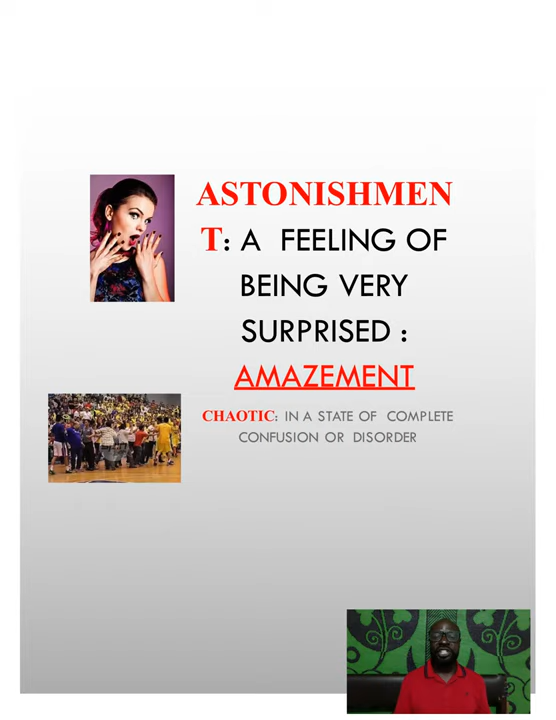 ASTONISHMEN
T: A FEELING OF
BEING VERY
SURPRISED :
AMAZEMENT
CHAOTIC: IN A STATE OF COMPLETE
CONFUSION OR DISORDER